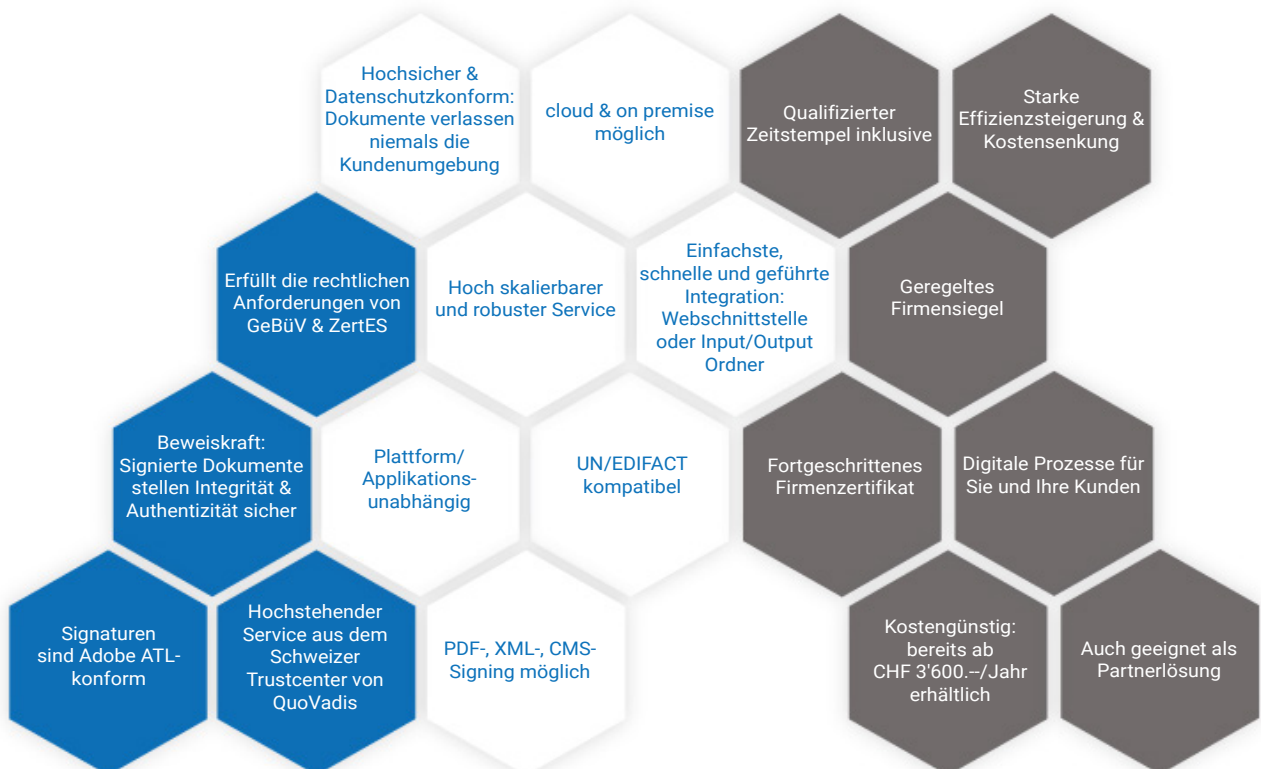 Hochsicher &
Datenschutzkonform:
Dokumente verlassen
niemals die
Kundenumgebung
cloud & on premise
möglich
Qualifizierter
Zeitstempel inklusive
Starke
Effizienzsteigerung &
Kostensenkung
Erfüllt die rechtlichen
Anforderungen von
GeBüV & ZertES
Hoch skalierbarer
und robuster Service
Einfachste,
schnelle und geführte
Integration:
Webschnittstelle
oder Input/Output
Ordner
Geregeltes
Firmensiegel
Beweiskraft:
Signierte Dokumente
stellen Integrität &
Authentizität sicher
Plattform/
Applikations-
unabhängig
UN/EDIFACT
kompatibel
Fortgeschrittenes
Firmenzertifikat
Digitale Prozesse für
Sie und Ihre Kunden
Signaturen
sind Adobe ATL-
konform
Hochstehender
Service aus dem
Schweizer
Trustcenter von
QuoVadis
PDF-, XML-, CMS-
Signing möglich
Kostengünstig:
bereits ab
CHF 3'600.--/Jahr
erhältlich
Auch geeignet als
Partnerlösung